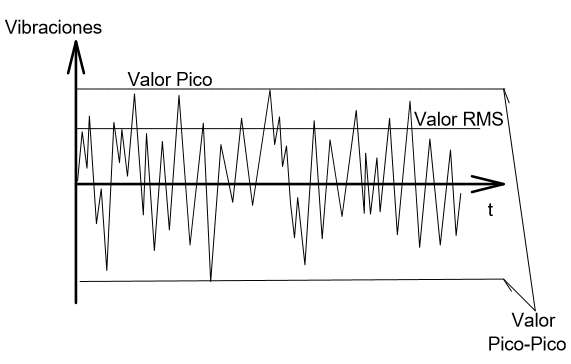 Vibraciones
Valor Pico
Valor RMS
t
Valor
Pico-Pico